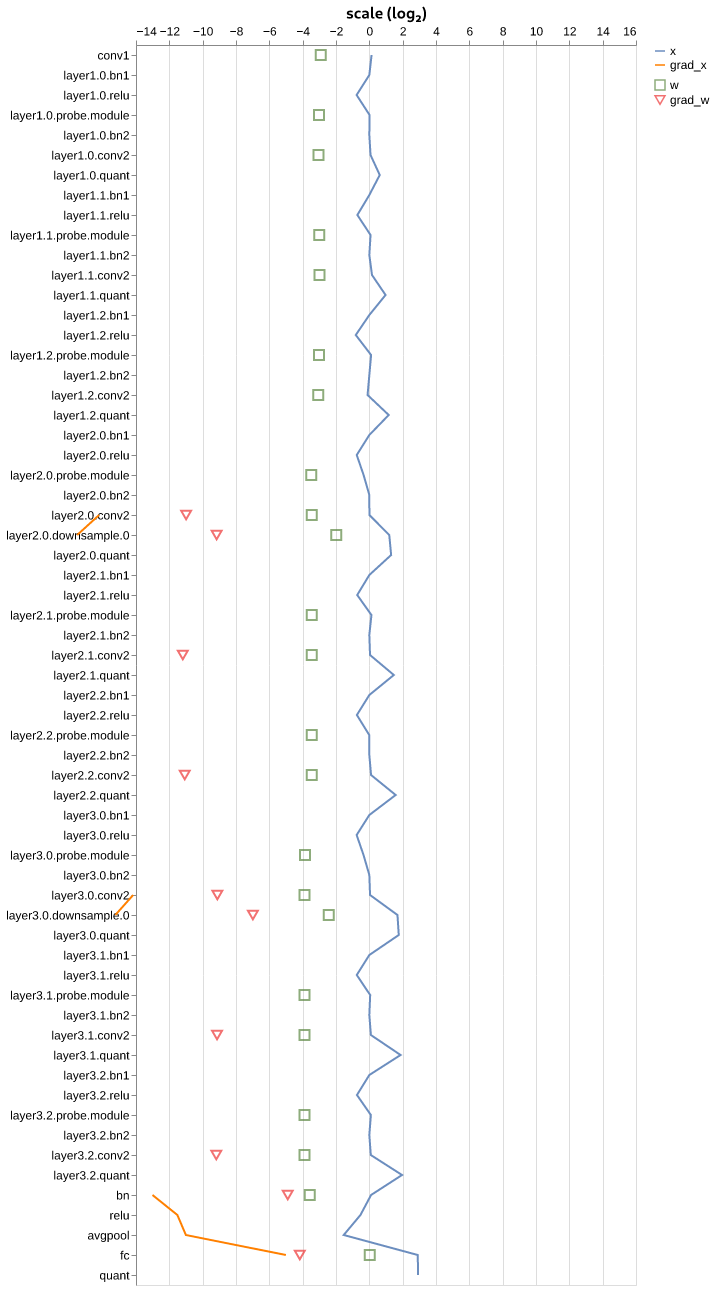 scale (log₂)
−14 −12 −10 −8 −6 −4 −2 0 2 4 6 8 10 12 14 16
x
grad_x
w
grad_w
conv1
layer1.0.bn1
layer1.0.relu
layer1.0.probe.module
layer1.0.bn2
layer1.0.conv2
layer1.0.quant
layer1.1.bn1
layer1.1.relu
layer1.1.probe.module
layer1.1.bn2
layer1.1.conv2
layer1.1.quant
layer1.2.bn1
layer1.2.relu
layer1.2.probe.module
layer1.2.bn2
layer1.2.conv2
layer1.2.quant
layer2.0.bn1
layer2.0.relu
layer2.0.probe.module
layer2.0.bn2
layer2.0.conv2
layer2.0.downsample.0
layer2.0.quant
layer2.1.bn1
layer2.1.relu
layer2.1.probe.module
layer2.1.bn2
layer2.1.conv2
layer2.1.quant
layer2.2.bn1
layer2.2.relu
layer2.2.probe.module
layer2.2.bn2
layer2.2.conv2
layer2.2.quant
layer3.0.bn1
layer3.0.relu
layer3.0.probe.module
layer3.0.bn2
layer3.0.conv2
layer3.0.downsample.0
layer3.0.quant
layer3.1.bn1
layer3.1.relu
layer3.1.probe.module
layer3.1.bn2
layer3.1.conv2
layer3.1.quant
layer3.2.bn1
layer3.2.relu
layer3.2.probe.module
layer3.2.bn2
layer3.2.conv2
layer3.2.quant
bn
relu
avgpool
fc
quant